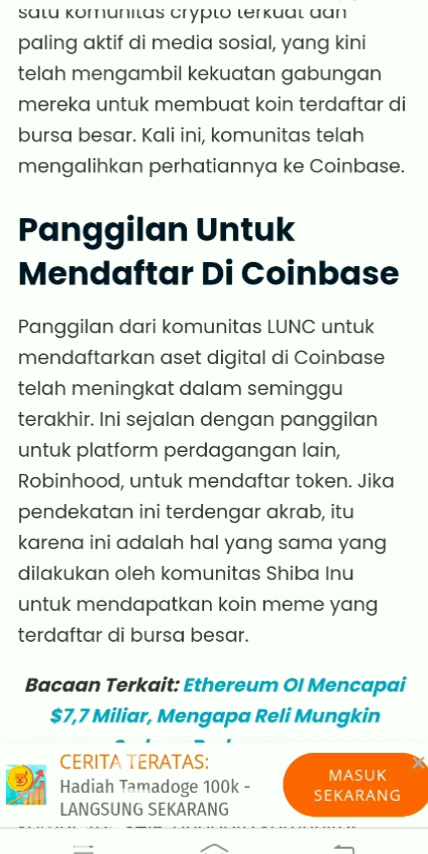 satu komunitas crypto terkuat dan
paling aktif di media sosial, yang kini
telah mengambil kekuatan gabungan
mereka untuk membuat koin terdaftar di
bursa besar. Kali ini, komunitas telah
mengalihkan perhatiannya ke Coinbase.
Panggilan Untuk
Mendaftar Di Coinbase
Panggilan dari komunitas LUNC untuk
mendaftarkan aset digital di Coinbase
telah meningkat dalam seminggu
terakhir. Ini sejalan dengan panggilan
untuk platform perdagangan lain,
Robinhood, untuk mendaftar token. Jika
pendekatan ini terdengar akrab, itu
karena ini adalah hal yang sama yang
dilakukan oleh komunitas Shiba Inu
untuk mendapatkan koin meme yang
terdaftar di bursa besar.
Bacaan Terkait: Ethereum OI Mencapai
$7,7 Miliar, Mengapa Reli Mungkin
CERITA TERATAS:
Hadiah Tamadoge 100k -
LANGSUNG SEKARANG
MASUK
SEKARANG